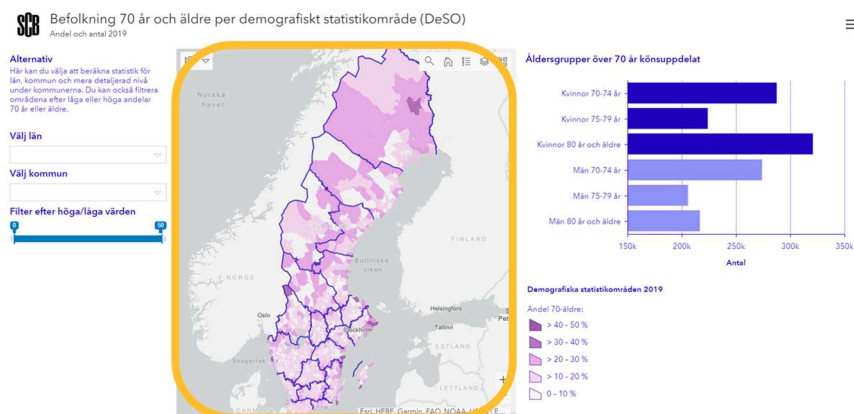 SCB
Befolkning 70 år och äldre per demografiskt statistikområde (DeSO)
Andel och antal 2019
Alternativ
Här kan du välja att beräkna statistik för
län, kommun och mera detaljerad nivå
under kommunerna. Du kan också filtrera
områdena efter låga eller höga andelar
70 år eller äldre.
Välj län
Välj kommun
Filter efter höga/låga värden
0
50
Norska
havet
FINLAND
Bottniska
viken
NORGE
Oslo
Helsingfors
Stockholm
Tallinn
S
Pet
ESTLAND
Skagerrak
LETTLAND
DANS
Esri, HERE, Garmin, FAO, NOAA,
Åldersgrupper över 70 år könsuppdelat
Kvinnor 70-74 år
Kvinnor 75-79 år
Kvinnor 80 år och äldre
Män 70-74 år
Män 75-79 år
Män 80 år och äldre
150k 200k 250k 300k 350k
Antal
Demografiska statistikområden 2019
Andel 70-äldre:
> 40 - 50 %
> 30 - 40 %
> 20 - 30 %
> 10 - 20 %
0 - 10 %